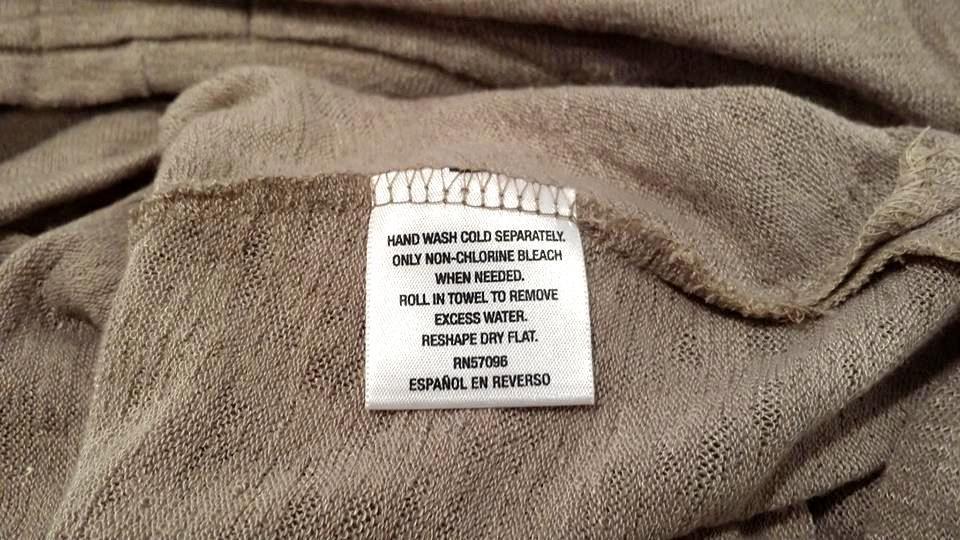 HAND WASH COLD SEPARATELY.
ONLY NON-CHLORINE BLEACH
WHEN NEEDED.
ROLL IN TOWEL TO REMOVE
EXCESS WATER.
RESHAPE DRY FLAT.
RN57096
ESPAÑOL EN REVERSO